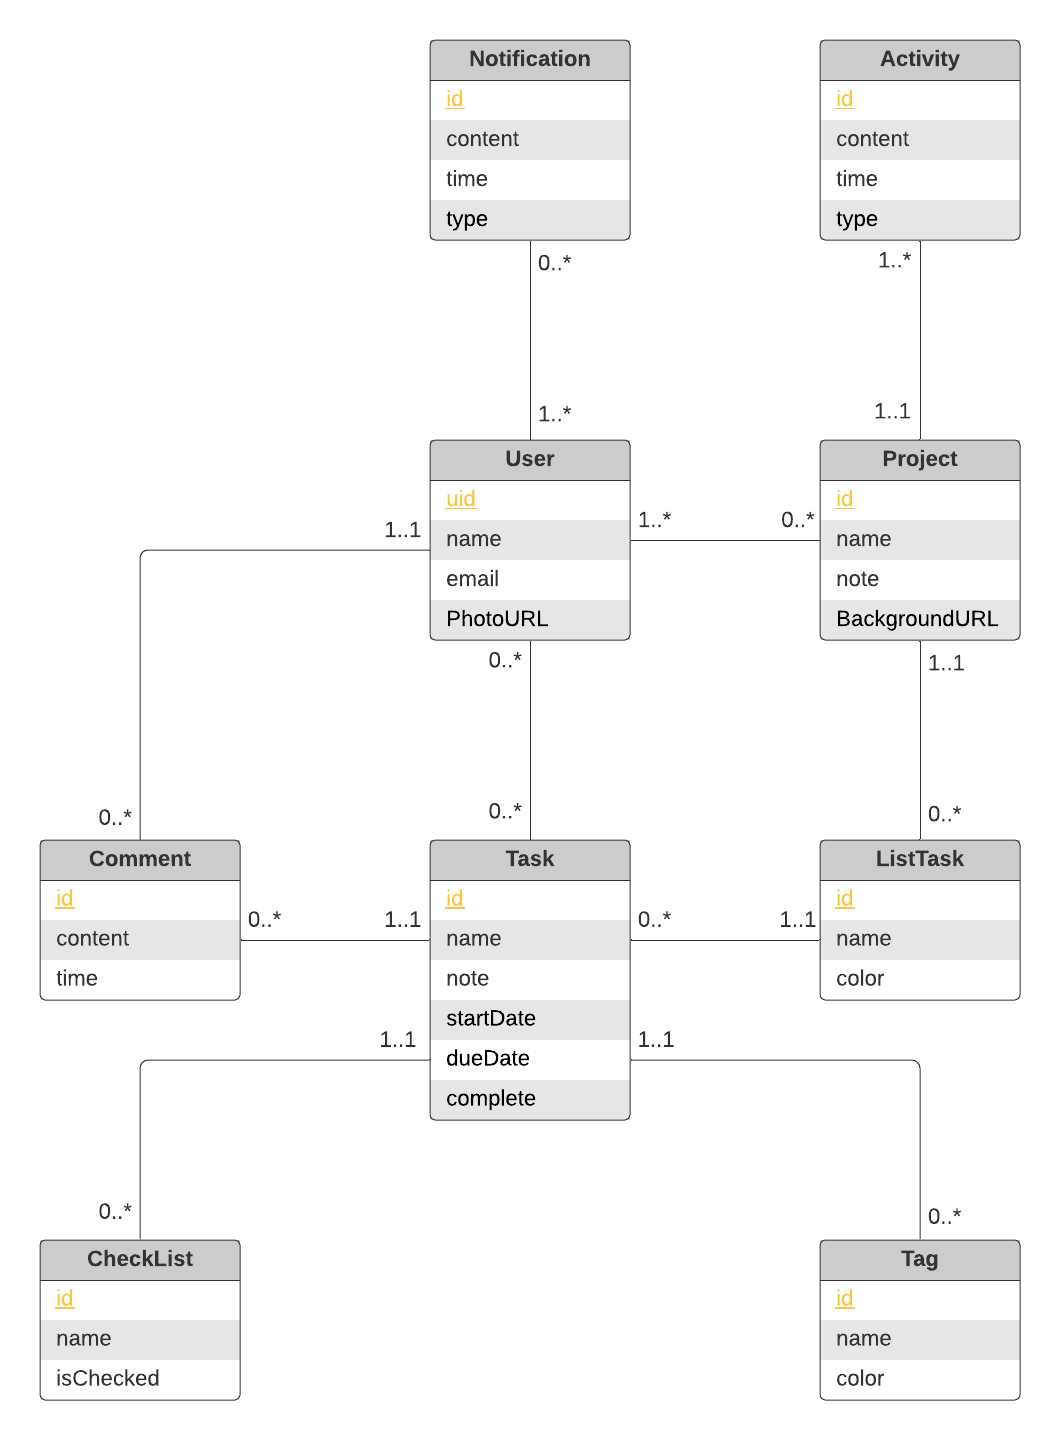 Notification
id
content
time
type
Activity
id
content
time
type
0..*
1..*
1..*
1..1
User
uid
name
email
PhotoURL
Project
id
name
note
BackgroundURL
1..*
0..*
1..1
0..*
0..*
0..*
1..1
0..*
Comment
id
content
time
Task
id
name
note
startDate
dueDate
complete
ListTask
id
name
color
0..*
1..1
0..*
1..1
1..1
1..1
0..*
0..*
CheckList
id
name
isChecked
Tag
id
name
color